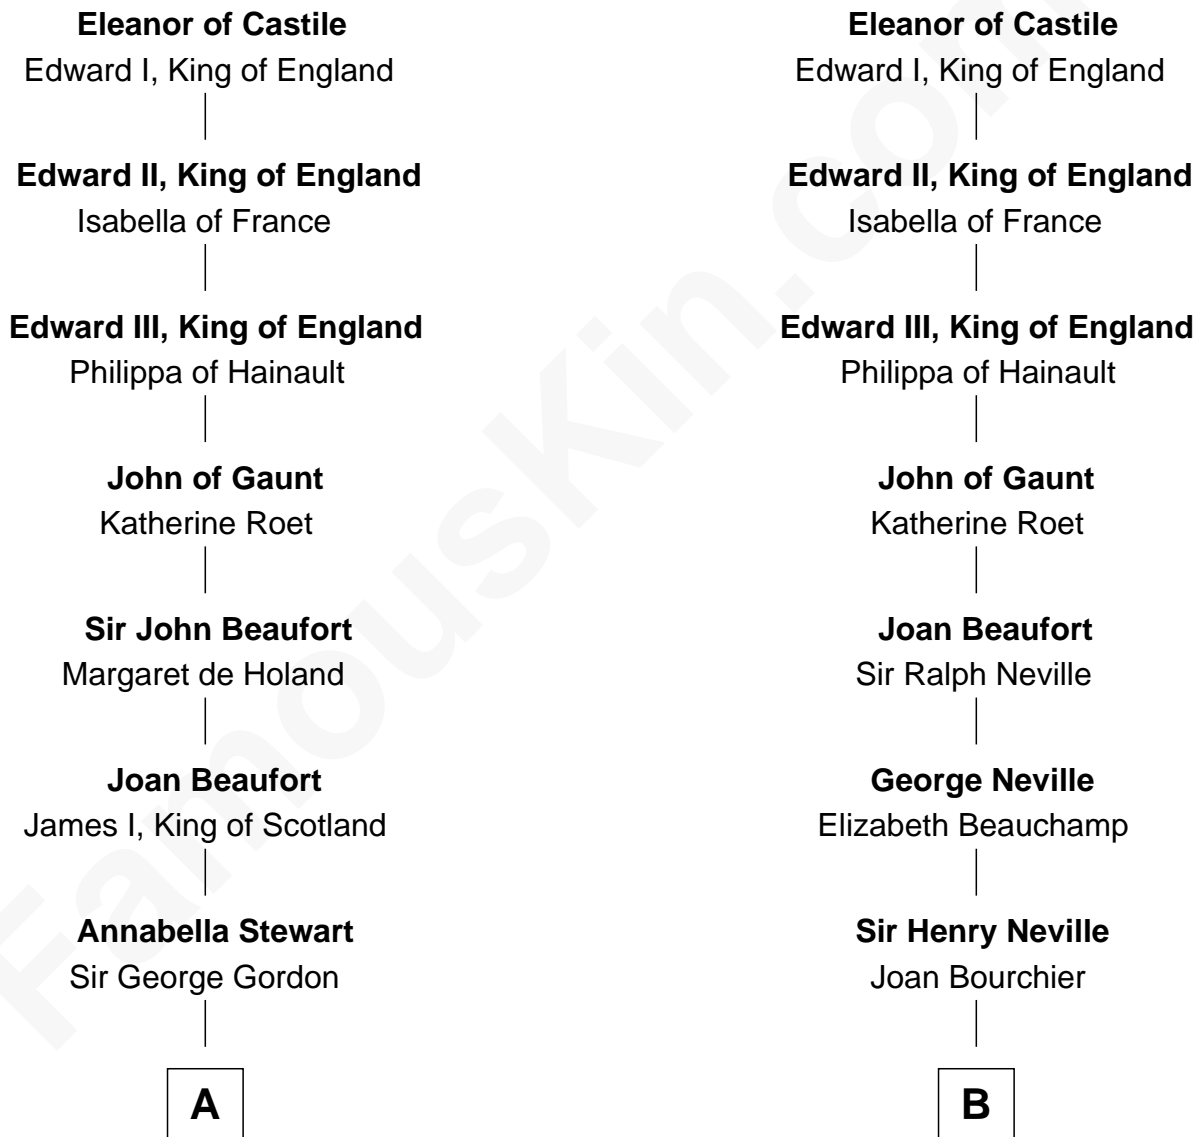 Eleanor of Castile
Edward I, King of England
Edward II, King of England
Isabella of France
Edward III, King of England
Philippa of Hainault
John of Gaunt
Katherine Roet
Sir John Beaufort
Margaret de Holand
Joan Beaufort
James I, King of Scotland
Annabella Stewart
Sir George Gordon
A
Eleanor of Castile
Edward I, King of England
Edward II, King of England
Isabella of France
Edward III, King of England
Philippa of Hainault
John of Gaunt
Katherine Roet
Joan Beaufort
Sir Ralph Neville
George Neville
Elizabeth Beauchamp
Sir Henry Neville
Joan Bourchier
B
FamousKin.com